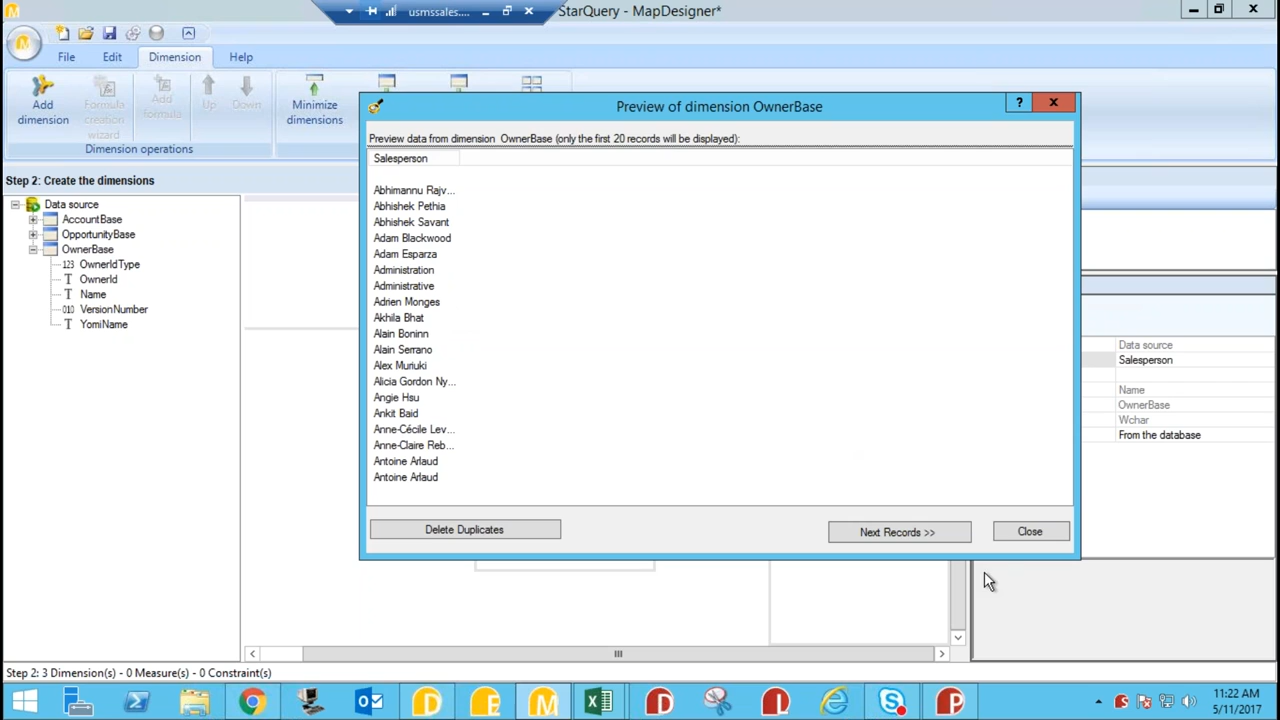 usmssales....
StarQuery - MapDesigner*
File
Edit
Dimension
Help
Add dimension
Formula creation wizard
Add formula
Up
Down
Minimize dimensions
Dimension operations
Step 2: Create the dimensions
Data source
AccountBase
OpportunityBase
OwnerBase
123 OwnerIdType
T OwnerId
T Name
010 VersionNumber
T YomiName
Preview of dimension OwnerBase
?
Preview data from dimension OwnerBase (only the first 20 records will be displayed):
Salesperson
Abhimannu Rajv...
Abhishek Pethia
Abhishek Savant
Adam Blackwood
Adam Esparza
Administration
Administrative
Adrien Monges
Akhila Bhat
Alain Boninn
Alain Serrano
Alex Muriuki
Alicia Gordon Ny...
Angie Hsu
Ankit Baid
Anne-Cécile Lev...
Anne-Claire Reb...
Antoine Arlaud
Antoine Arlaud
Delete Duplicates
Next Records >>
Close
Data source
Salesperson
Name
OwnerBase
Wchar
From the database
Step 2: 3 Dimension(s) - 0 Measure(s) - 0 Constraint(s)
11:22 AM
5/11/2017